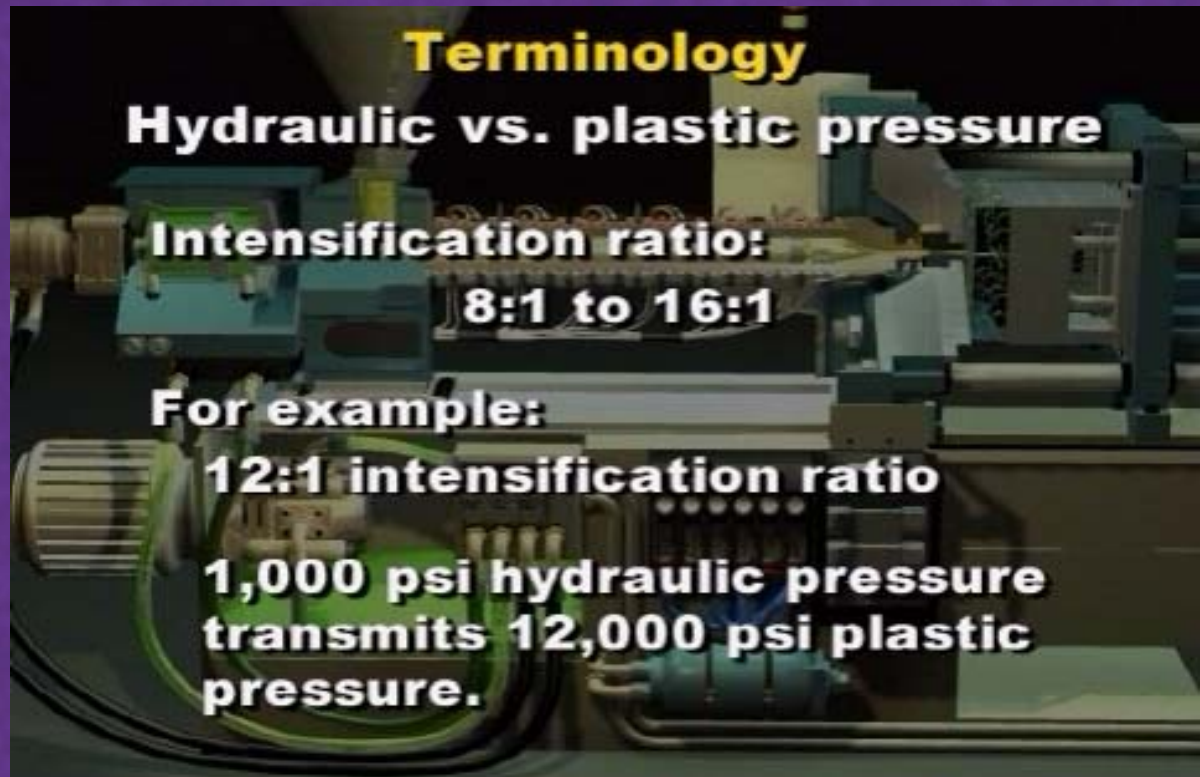 Terminology
Hydraulic vs. plastic pressure
Intensification ratio:
8:1 to 16:1
For example:
12:1 intensification ratio
1,000 psi hydraulic pressure
transmits 12,000 psi plastic
pressure.